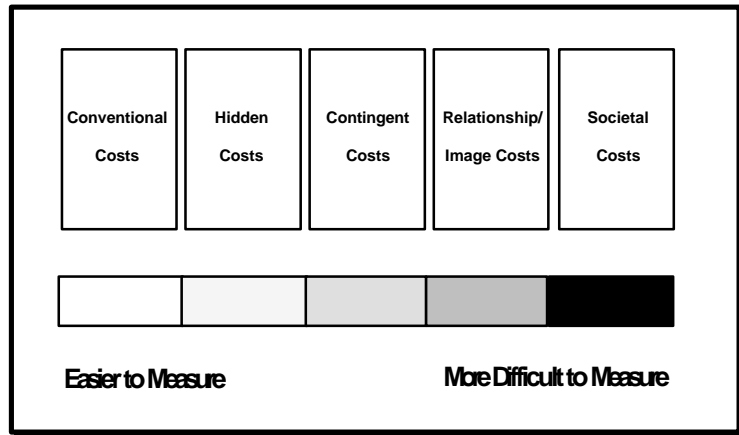 Conventional
Costs
Hidden
Costs
Contingent
Costs
Relationship/
Image Costs
Societal
Costs
Easier to Measure
More Difficult to Measure